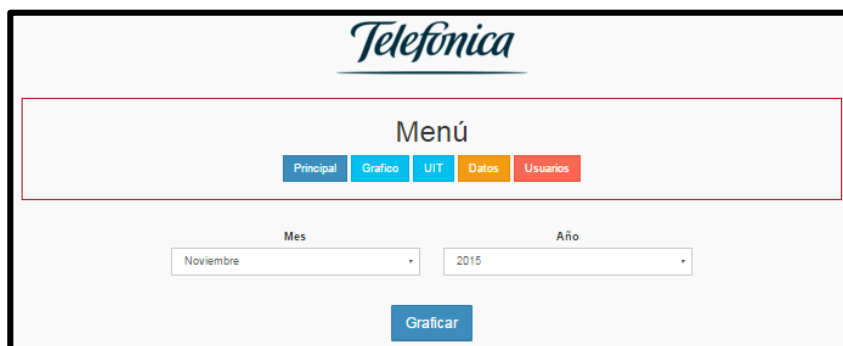 Telefónica
Menú
Principal Grafico UIT Datos Usuarios
Mes Año
Noviembre 2015
Graficar